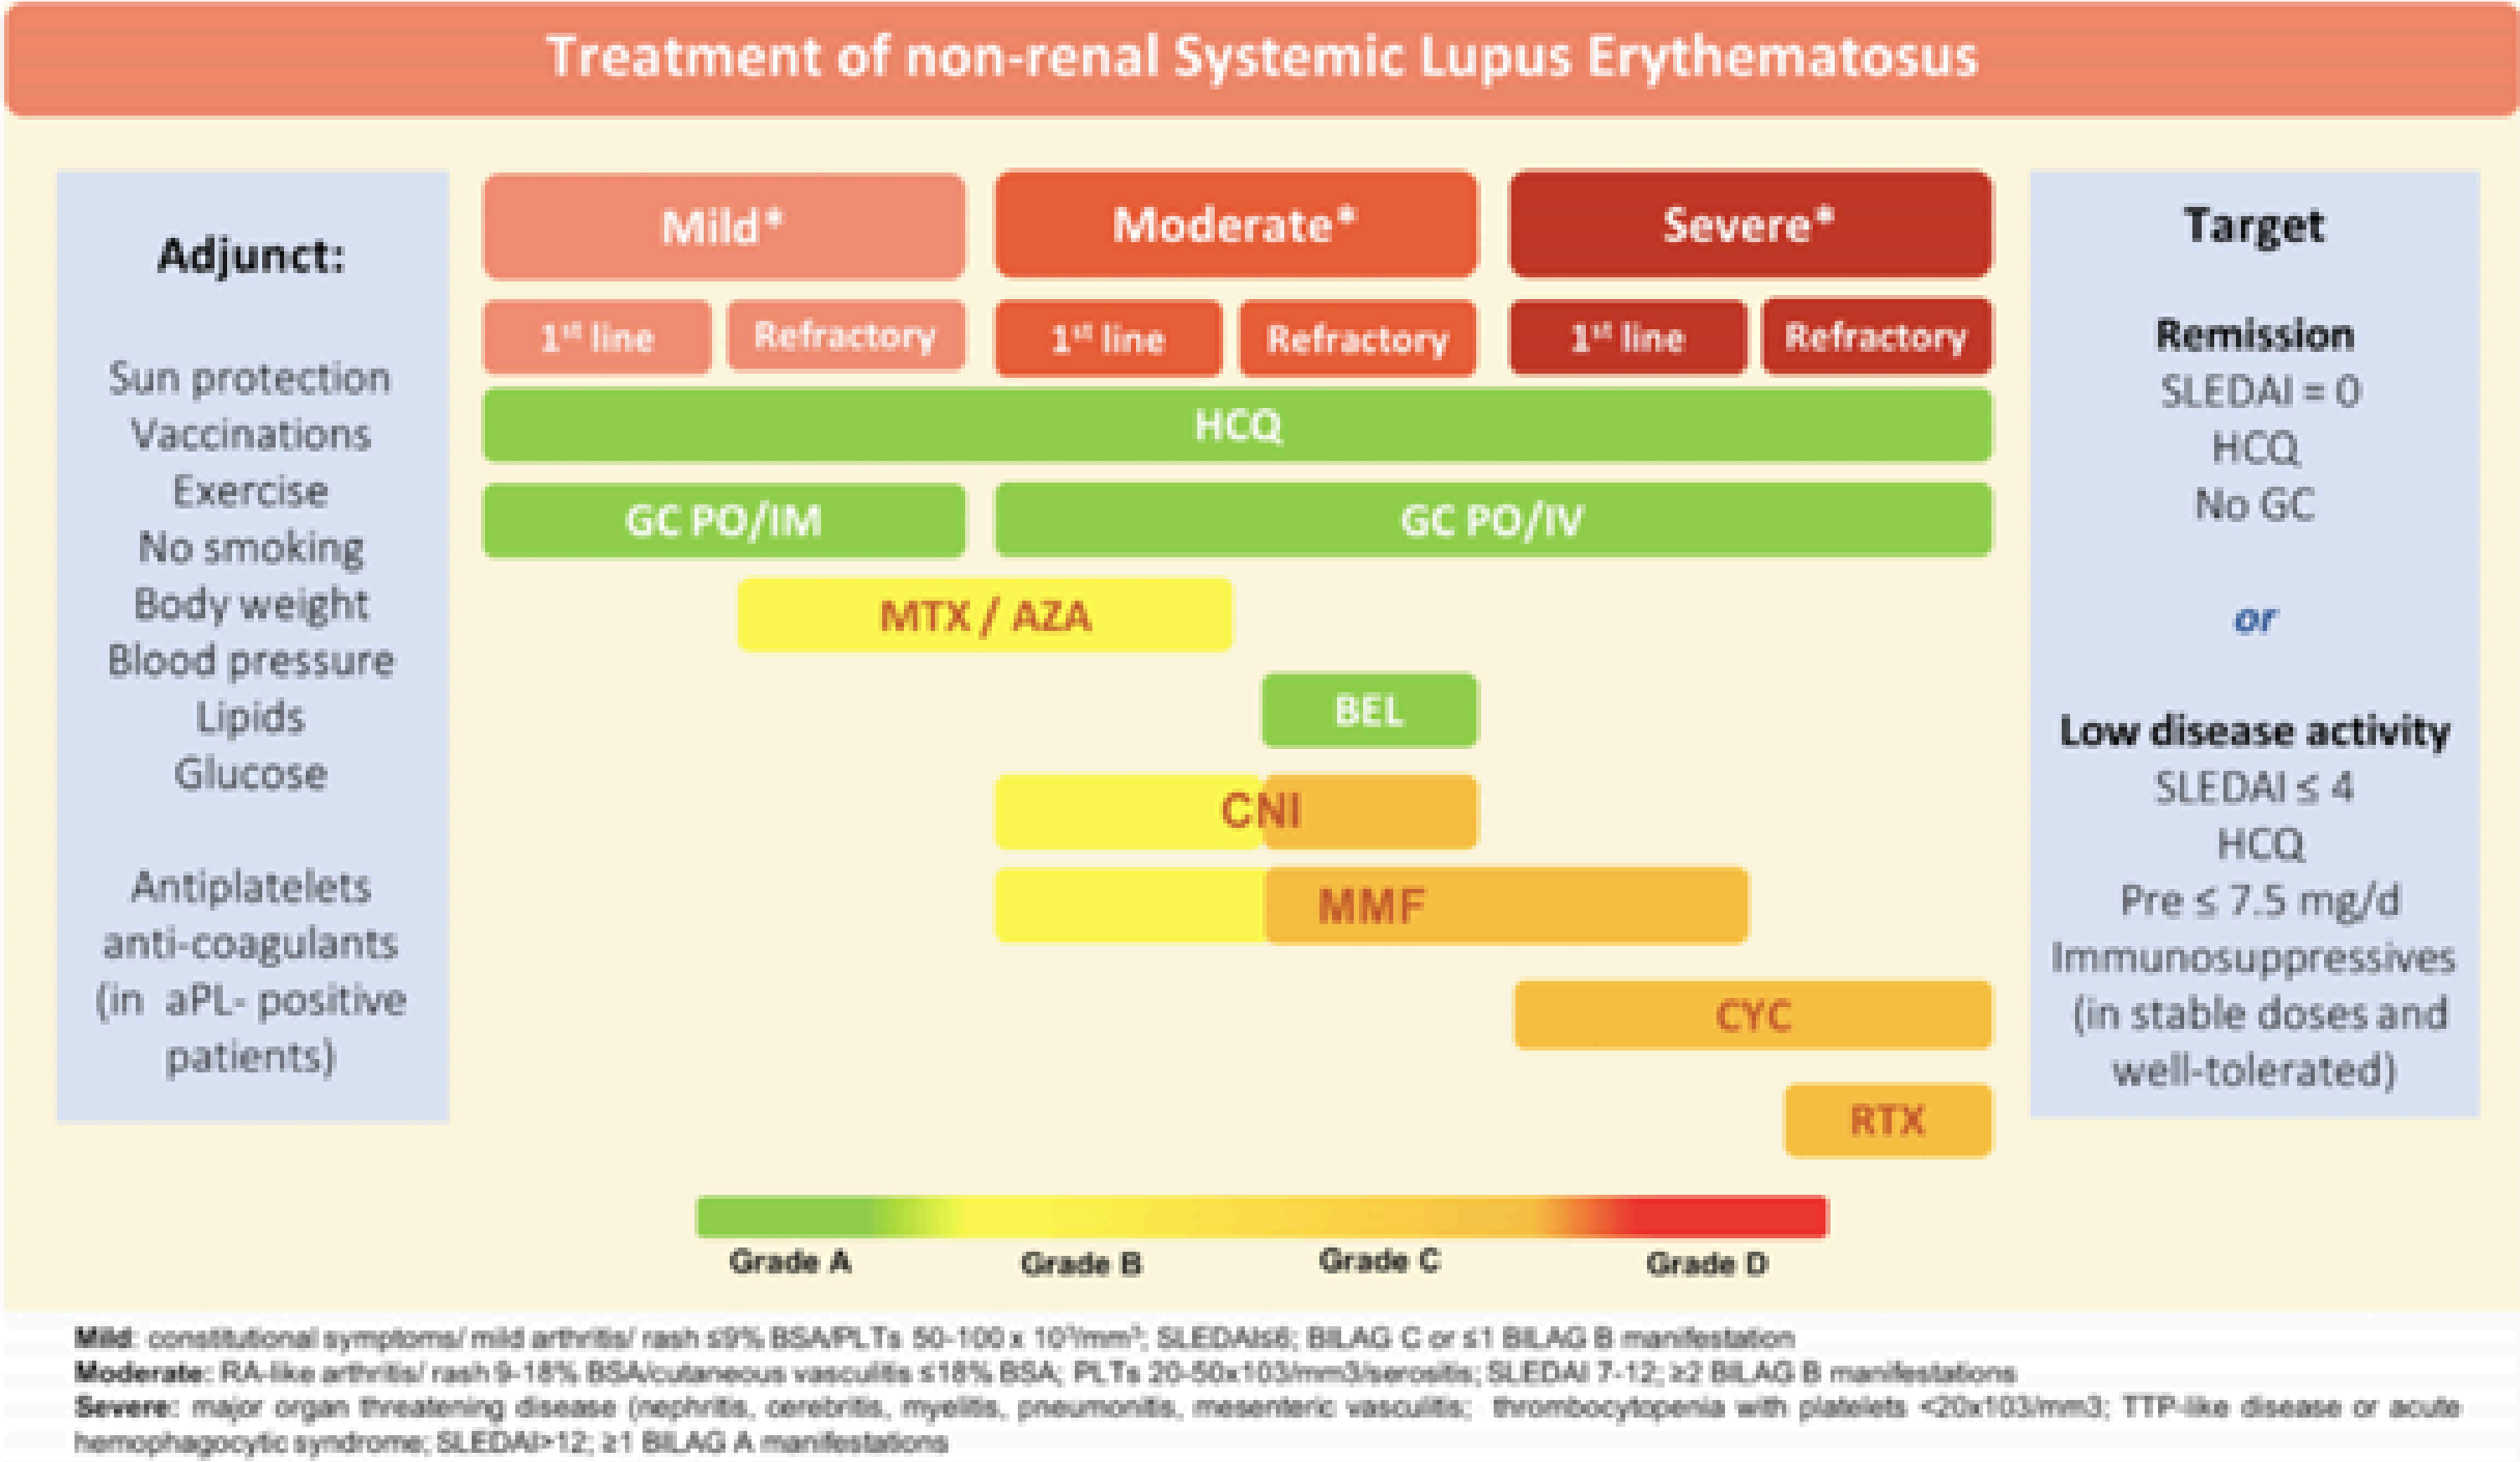 Treatment of non-renal Systemic Lupus Erythematosus
Adjunct:
Sun protection
Vaccinations
Exercise
No smoking
Body weight
Blood pressure
Lipids
Glucose
Antiplatelets
anti-coagulants
(in aPL- positive
patients)
Mild*
Moderate*
Severe*
1st line
Refractory
1st line
Refractory
1st line
Refractory
HCQ
GC PO/IM
GC PO/IV
MTX / AZA
BEL
CNI
MMF
CYC
RTX
Grade A
Grade B
Grade C
Grade D
Target
Remission
SLEDAI = 0
HCQ
No GC
or
Low disease activity
SLEDAI ≤ 4
HCQ
Pre ≤ 7.5 mg/d
Immunosuppressives
(in stable doses and
well-tolerated)
Mild: constitutional symptoms/ mild arthritis/ rash ≤9% BSA/PLTs 50-100 x 10³/mm³; SLEDAI≤6; BILAG C or ≤1 BILAG B manifestation
Moderate: RA-like arthritis/ rash 9-18% BSA/cutaneous vasculitis ≤18% BSA; PLTs 20-50x103/mm3/serositis; SLEDAI 7-12; ≥2 BILAG B manifestations
Severe: major organ threatening disease (nephritis, cerebritis, myelitis, pneumonitis, mesenteric vasculitis; thrombocytopenia with platelets <20x103/mm3; TTP-like disease or acute
hemophagocytic syndrome; SLEDAI>12; ≥1 BILAG A manifestations